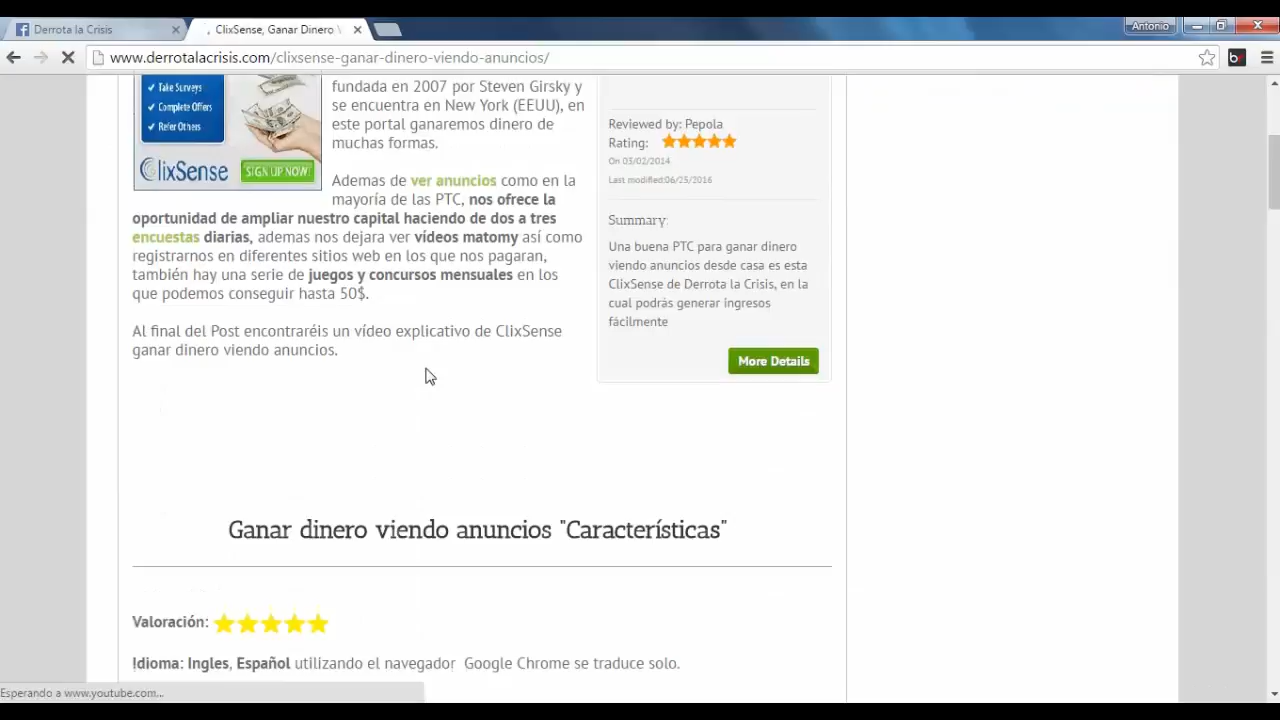 Derrota la Crisis
ClixSense, Ganar Dinero V
Antonio
www.derrotalacrisis.com/clixsense-ganar-dinero-viendo-anuncios/
✓ Take Surveys
✓ Complete Offers
✓ Refer Others
ClixSense
SIGN UP NOW!
fundada en 2007 por Steven Girsky y
se encuentra en New York (EEUU), en
este portal ganaremos dinero de
muchas formas.
Ademas de ver anuncios como en la
mayoría de las PTC, nos ofrece la
oportunidad de ampliar nuestro capital haciendo de dos a tres
encuestas diarias, ademas nos dejara ver vídeos matomy así como
registrarnos en diferentes sitios web en los que nos pagaran,
también hay una serie de juegos y concursos mensuales en los
que podemos conseguir hasta 50$.
Al final del Post encontraréis un vídeo explicativo de ClixSense
ganar dinero viendo anuncios.
Reviewed by: Pepola
Rating:
On 03/02/2014
Last modified:06/23/2016
Summary:
Una buena PTC para ganar dinero
viendo anuncios desde casa es esta
ClixSense de Derrota la Crisis, en la
cual podrás generar ingresos
fácilmente
More Details
Ganar dinero viendo anuncios "Características"
Valoración:
Idioma: Ingles, Español utilizando el navegador Google Chrome se traduce solo.
Esperando a www.youtube.com...